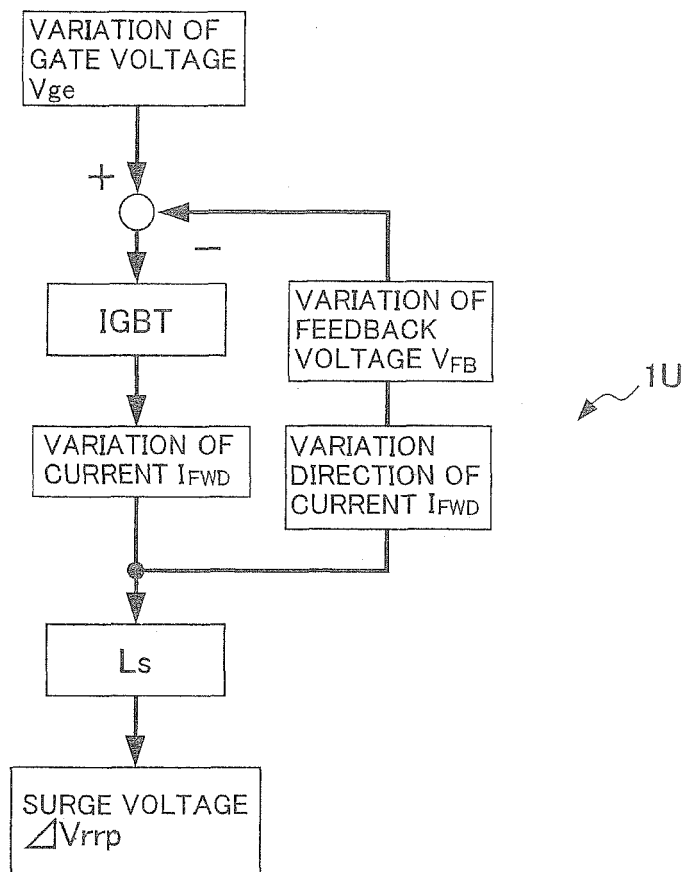 VARIATION OF
GATE VOLTAGE
Vge
+
−
IGBT
VARIATION OF
FEEDBACK
VOLTAGE VFB
1U
VARIATION OF
CURRENT IFWD
VARIATION
DIRECTION OF
CURRENT IFWD
Ls
SURGE VOLTAGE
⊿Vrrp